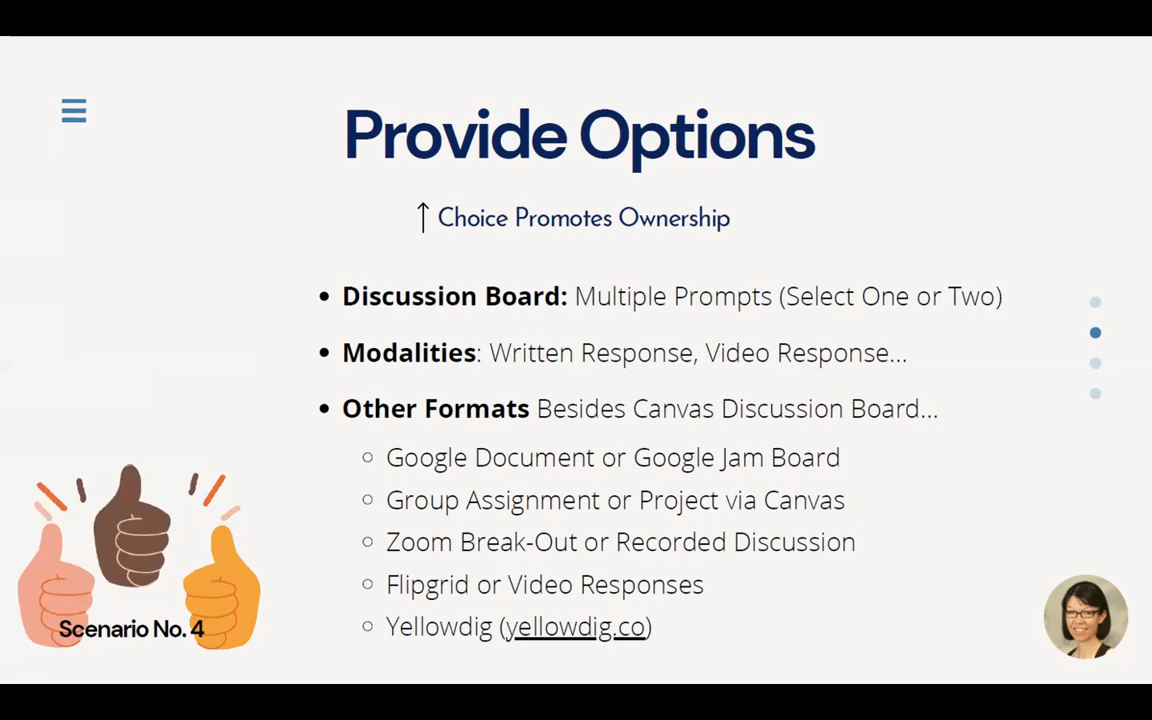 Provide Options
↑ Choice Promotes Ownership
• Discussion Board: Multiple Prompts (Select One or Two)
• Modalities: Written Response, Video Response...
• Other Formats Besides Canvas Discussion Board...
○ Google Document or Google Jam Board
○ Group Assignment or Project via Canvas
○ Zoom Break-Out or Recorded Discussion
○ Flipgrid or Video Responses
○ Yellowdig (yellowdig.co)
Scenario No. 4